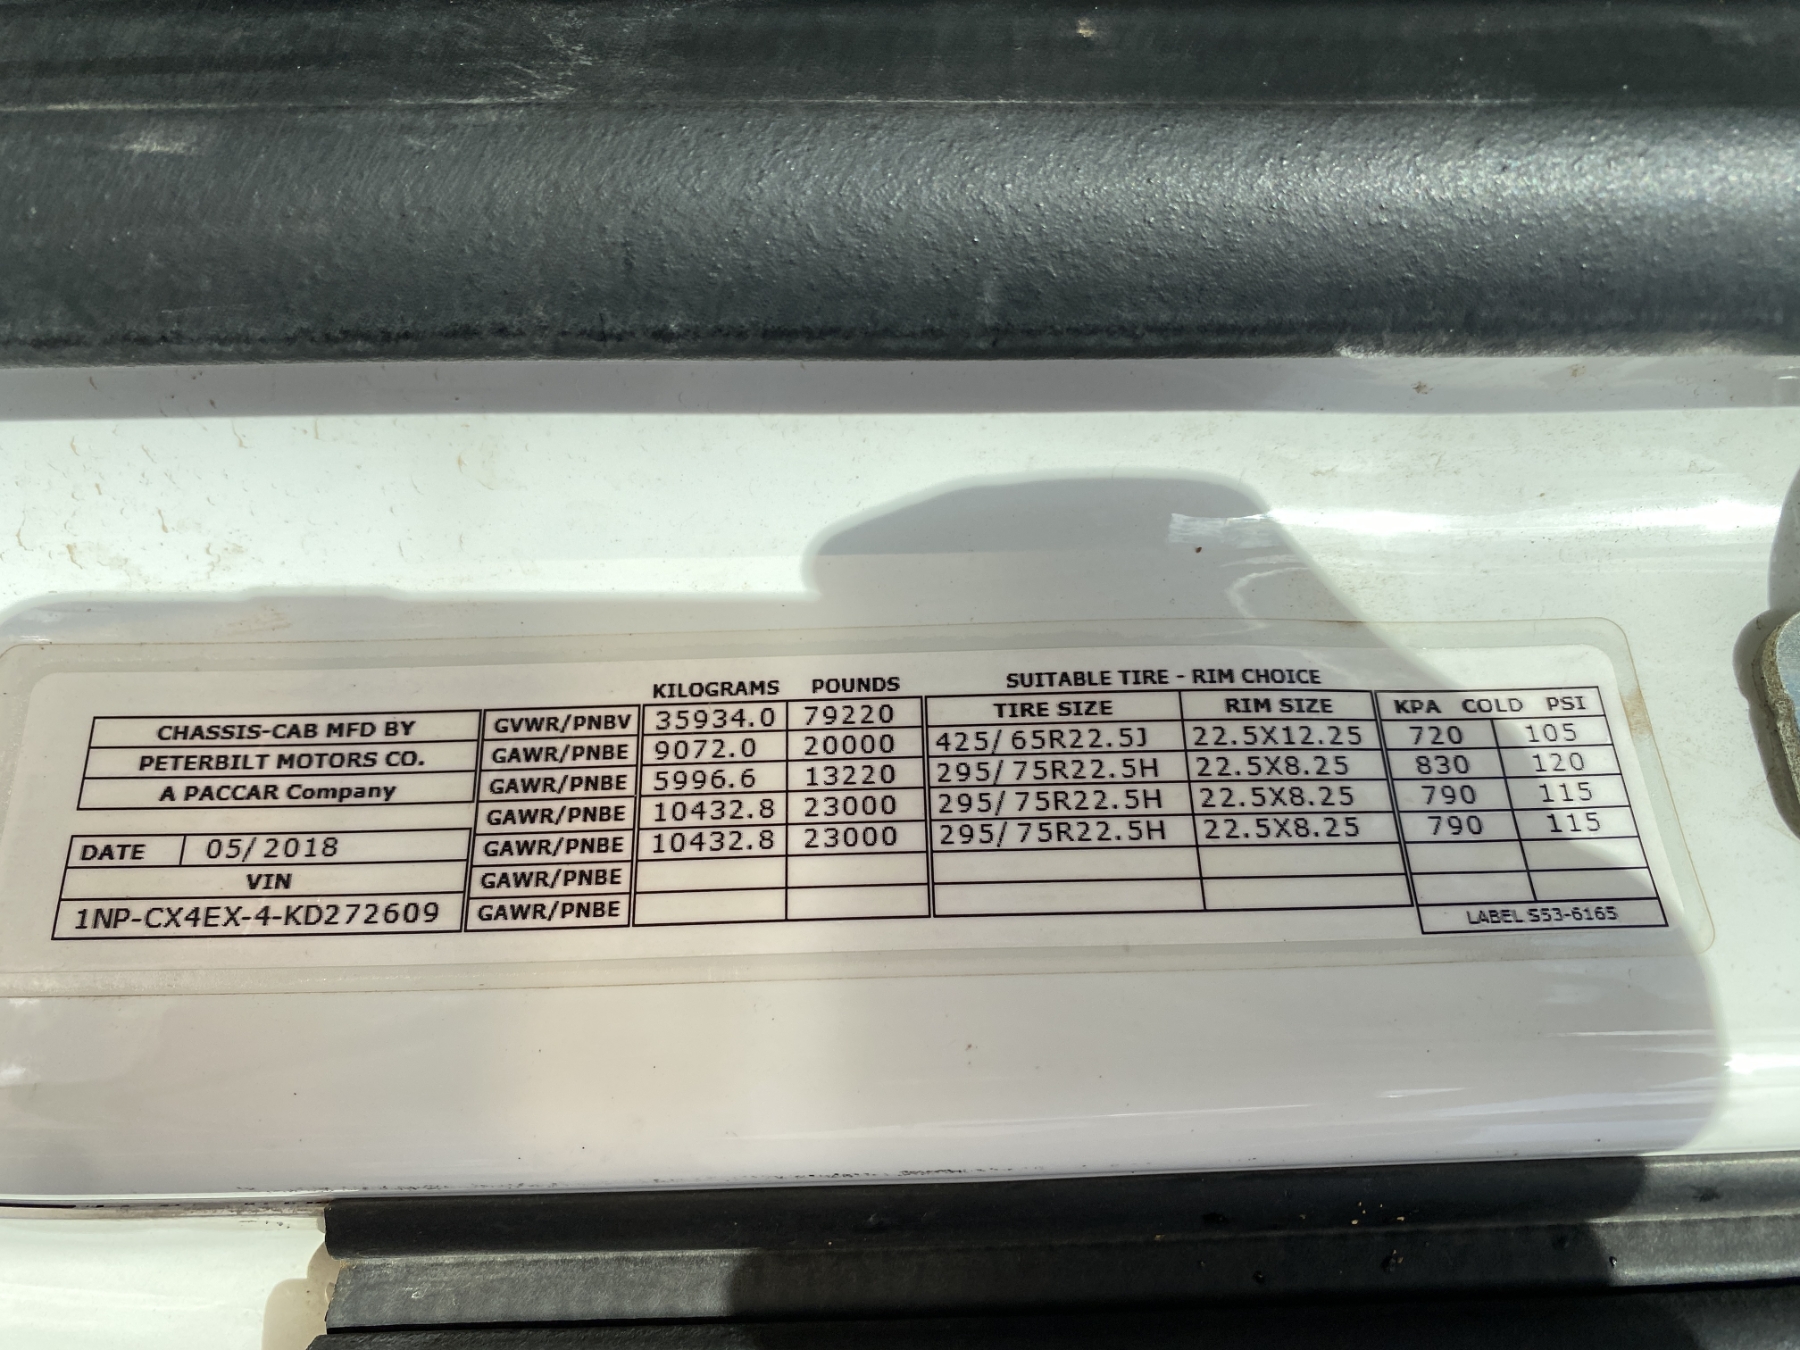 KILOGRAMS POUNDS SUITABLE TIRE - RIM CHOICE
CHASSIS-CAB MFD BY GVWR/PNBV 35934.0 79220 TIRE SIZE RIM SIZE KPA COLD PSI
PETERBILT MOTORS CO. GAWR/PNBE 9072.0 20000 425/ 65R22.5J 22.5X12.25 720 105
A PACCAR Company GAWR/PNBE 5996.6 13220 295/ 75R22.5H 22.5X8.25 830 120
GAWR/PNBE 10432.8 23000 295/ 75R22.5H 22.5X8.25 790 115
DATE 05/ 2018 GAWR/PNBE 10432.8 23000 295/ 75R22.5H 22.5X8.25 790 115
VIN GAWR/PNBE
1NP-CX4EX-4-KD272609 GAWR/PNBE LABEL S53-6165